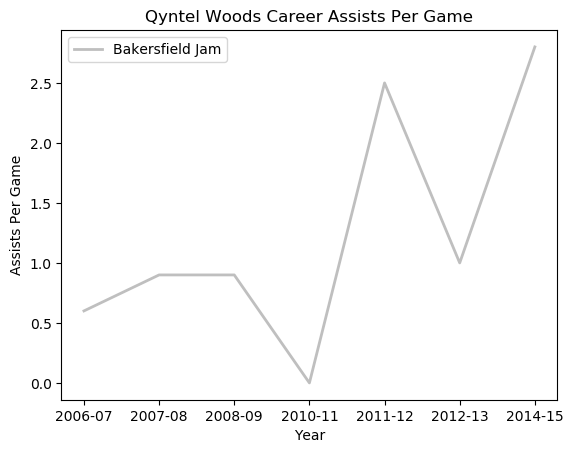 Qyntel Woods Career Assists Per Game
Bakersfield Jam
2.5
2.0
1.5
1.0
0.5
0.0
Assists Per Game
2006-07 2007-08 2008-09 2010-11 2011-12 2012-13 2014-15
Year